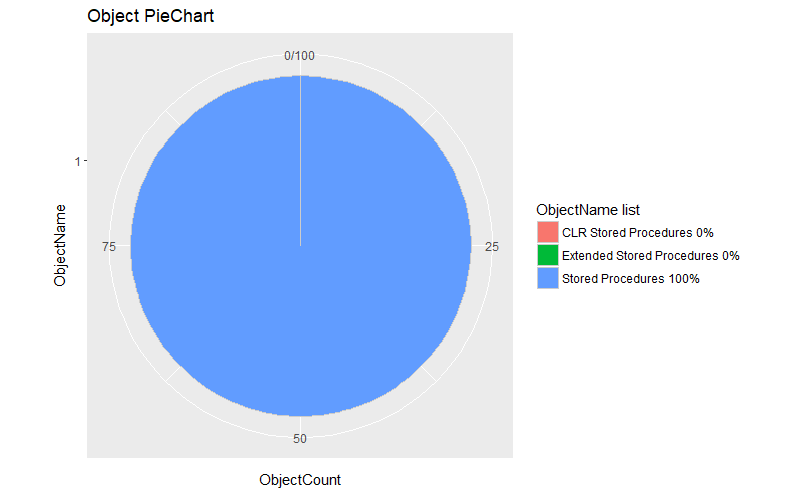 Object PieChart
0/100
1
75
25
50
ObjectName
ObjectCount
ObjectName list
CLR Stored Procedures 0%
Extended Stored Procedures 0%
Stored Procedures 100%